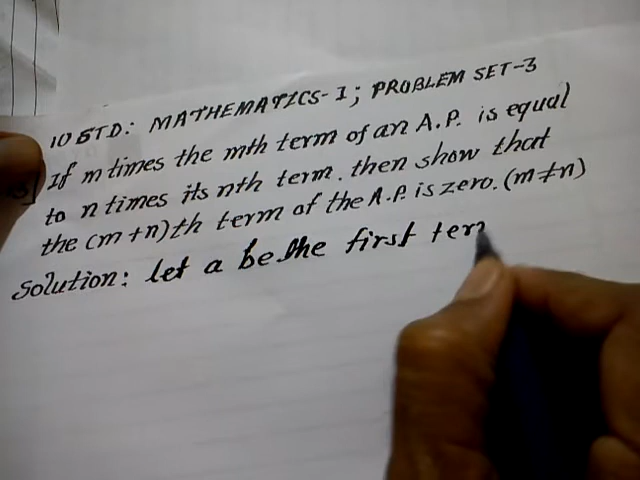 10 STD: MATHEMATICS-1; PROBLEM SET-3
If m times the mth term of an A.P. is equal
to n times its nth term. then show that
the (m+n)th term of the A.P. is zero. (m≠n)
Solution: let a be the first ter